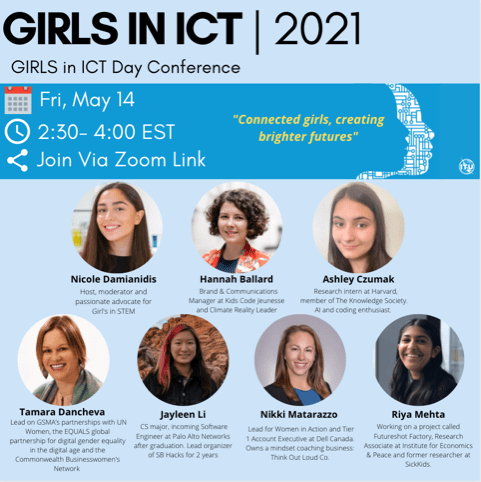 GIRLS IN ICT | 2021
GIRLS in ICT Day Conference
Fri, May 14
2:30- 4:00 EST
Join Via Zoom Link
"Connected girls, creating
brighter futures"
Nicole Damianidis
Host, moderator and
passionate advocate for
Girl's in STEM
Hannah Ballard
Brand & Communications
Manager at Kids Code Jeunesse
and Climate Reality Leader
Ashley Czumak
Research intern at Harvard,
member of The Knowledge Society.
AI and coding enthusiast.
Tamara Dancheva
Lead on GSMA's partnerships with UN
Women, the EQUALS global
partnership for digital gender equality
in the digital age and the
Commonwealth Businesswomen's
Network
Jayleen Li
CS major, incoming Software
Engineer at Palo Alto Networks
after graduation. Lead organizer
of SB Hacks for 2 years
Nikki Matarazzo
Lead for Women in Action and Tier
1 Account Executive at Dell Canada.
Owns a mindset coaching business:
Think Out Loud Co.
Riya Mehta
Working on a project called
Futureshot Factory, Research
Associate at Institute for Economics
& Peace and former researcher at
SickKids.